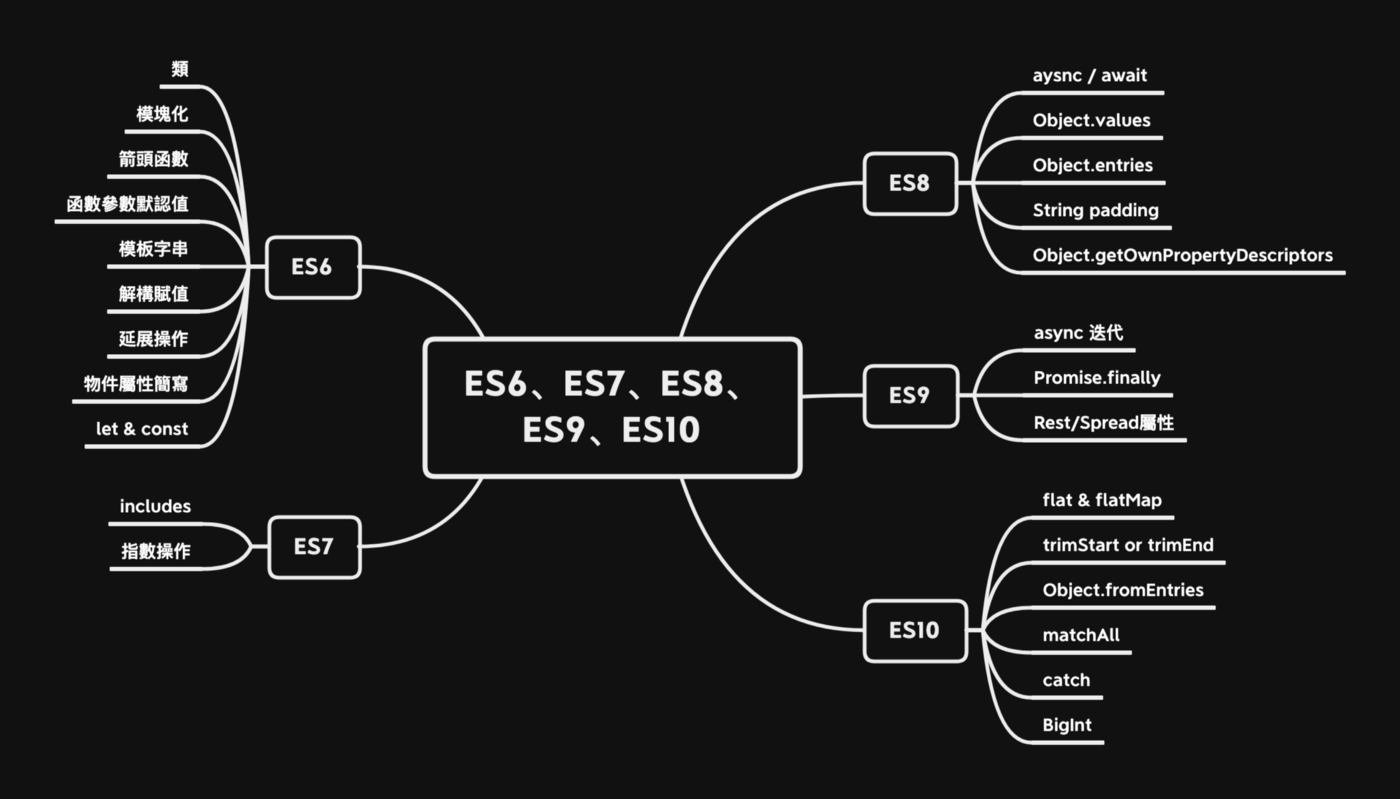 ES6、ES7、ES8、
ES9、ES10
ES6
類
模塊化
箭頭函數
函數參數默認值
模板字串
解構賦值
延展操作
物件屬性簡寫
let & const
ES7
includes
指數操作
ES8
aysnc / await
Object.values
Object.entries
String padding
Object.getOwnPropertyDescriptors
ES9
async 迭代
Promise.finally
Rest/Spread屬性
ES10
flat & flatMap
trimStart or trimEnd
Object.fromEntries
matchAll
catch
BigInt